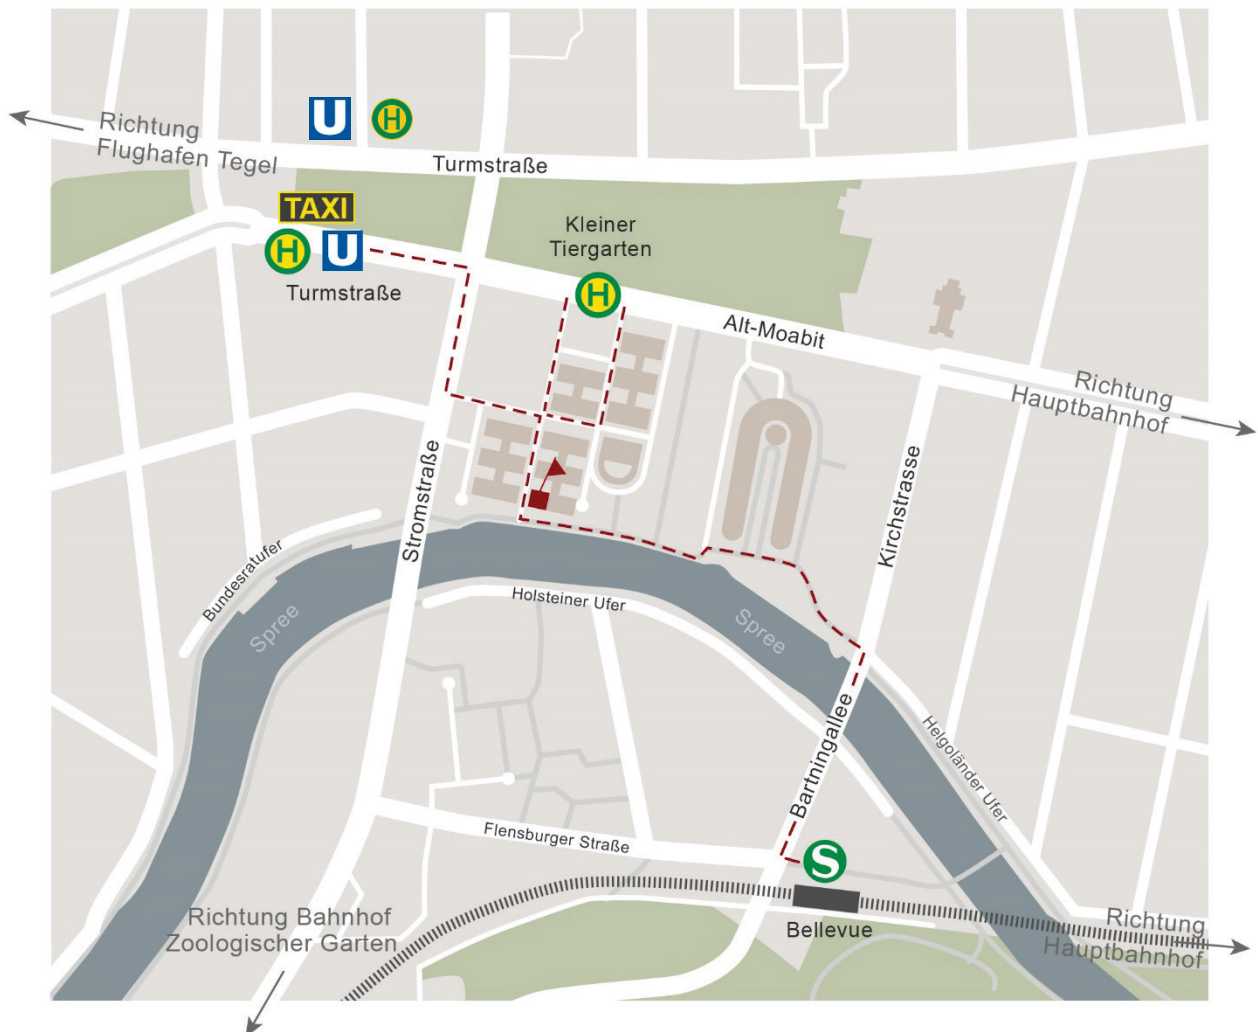 Richtung
Flughafen Tegel
U
H
Turmstraße
TAXI
H
U
Turmstraße
Kleiner
Tiergarten
H
Alt-Moabit
Richtung
Hauptbahnhof
Stromstraße
Kirchstrasse
Bundesratufer
Holsteiner Ufer
Spree
Spree
Bartningallee
Helgoländer Ufer
Flensburger Straße
S
Bellevue
Richtung Bahnhof
Zoologischer Garten
Richtung
Hauptbahnhof